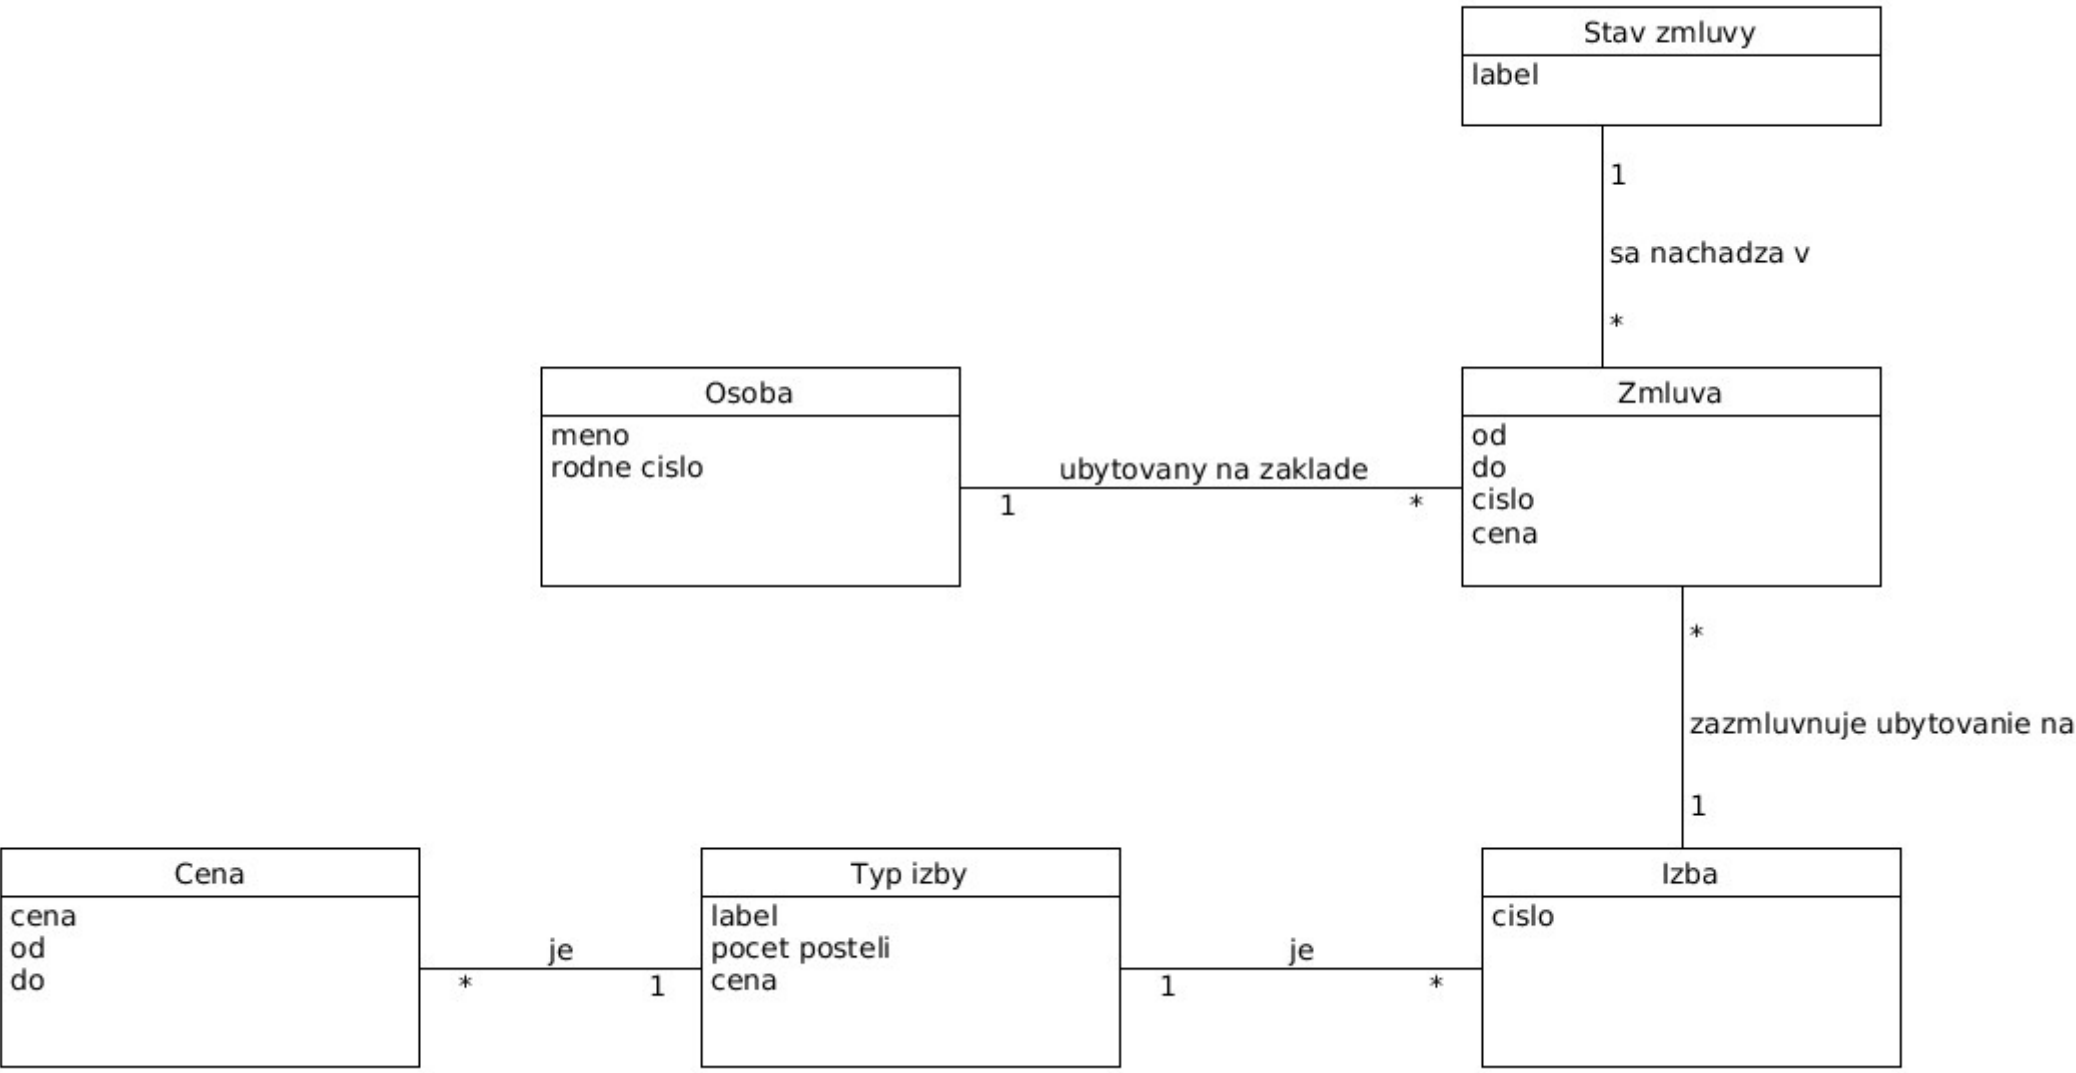 Stav zmluvy
label
1
sa nachadza v
*
Osoba
meno
rodne cislo
ubytovany na zaklade
1
*
Zmluva
od
do
cislo
cena
*
zazmluvnuje ubytovanie na
1
Cena
cena
od
do
je
*
1
Typ izby
label
pocet posteli
cena
je
1
*
Izba
cislo